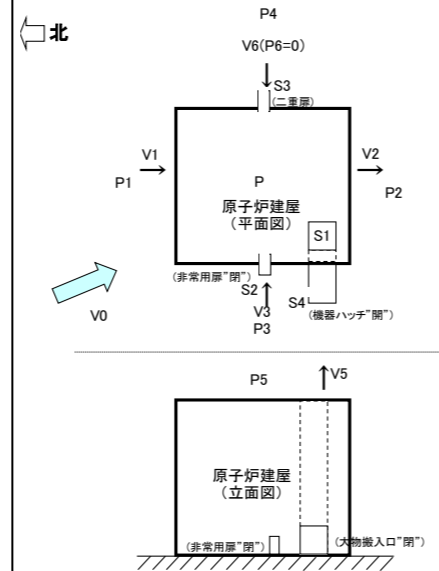 P4
北
V6(P6=0)
S3
(二重扉)
V1
V2
P1
P
P2
原子炉建屋
(平面図)
S1
(非常用扉"閉")
S2
S4
V3
(機器ハッチ"開")
V0
P3
P5
V5
原子炉建屋
(立面図)
(非常用扉"閉")
(大物搬入口"閉")